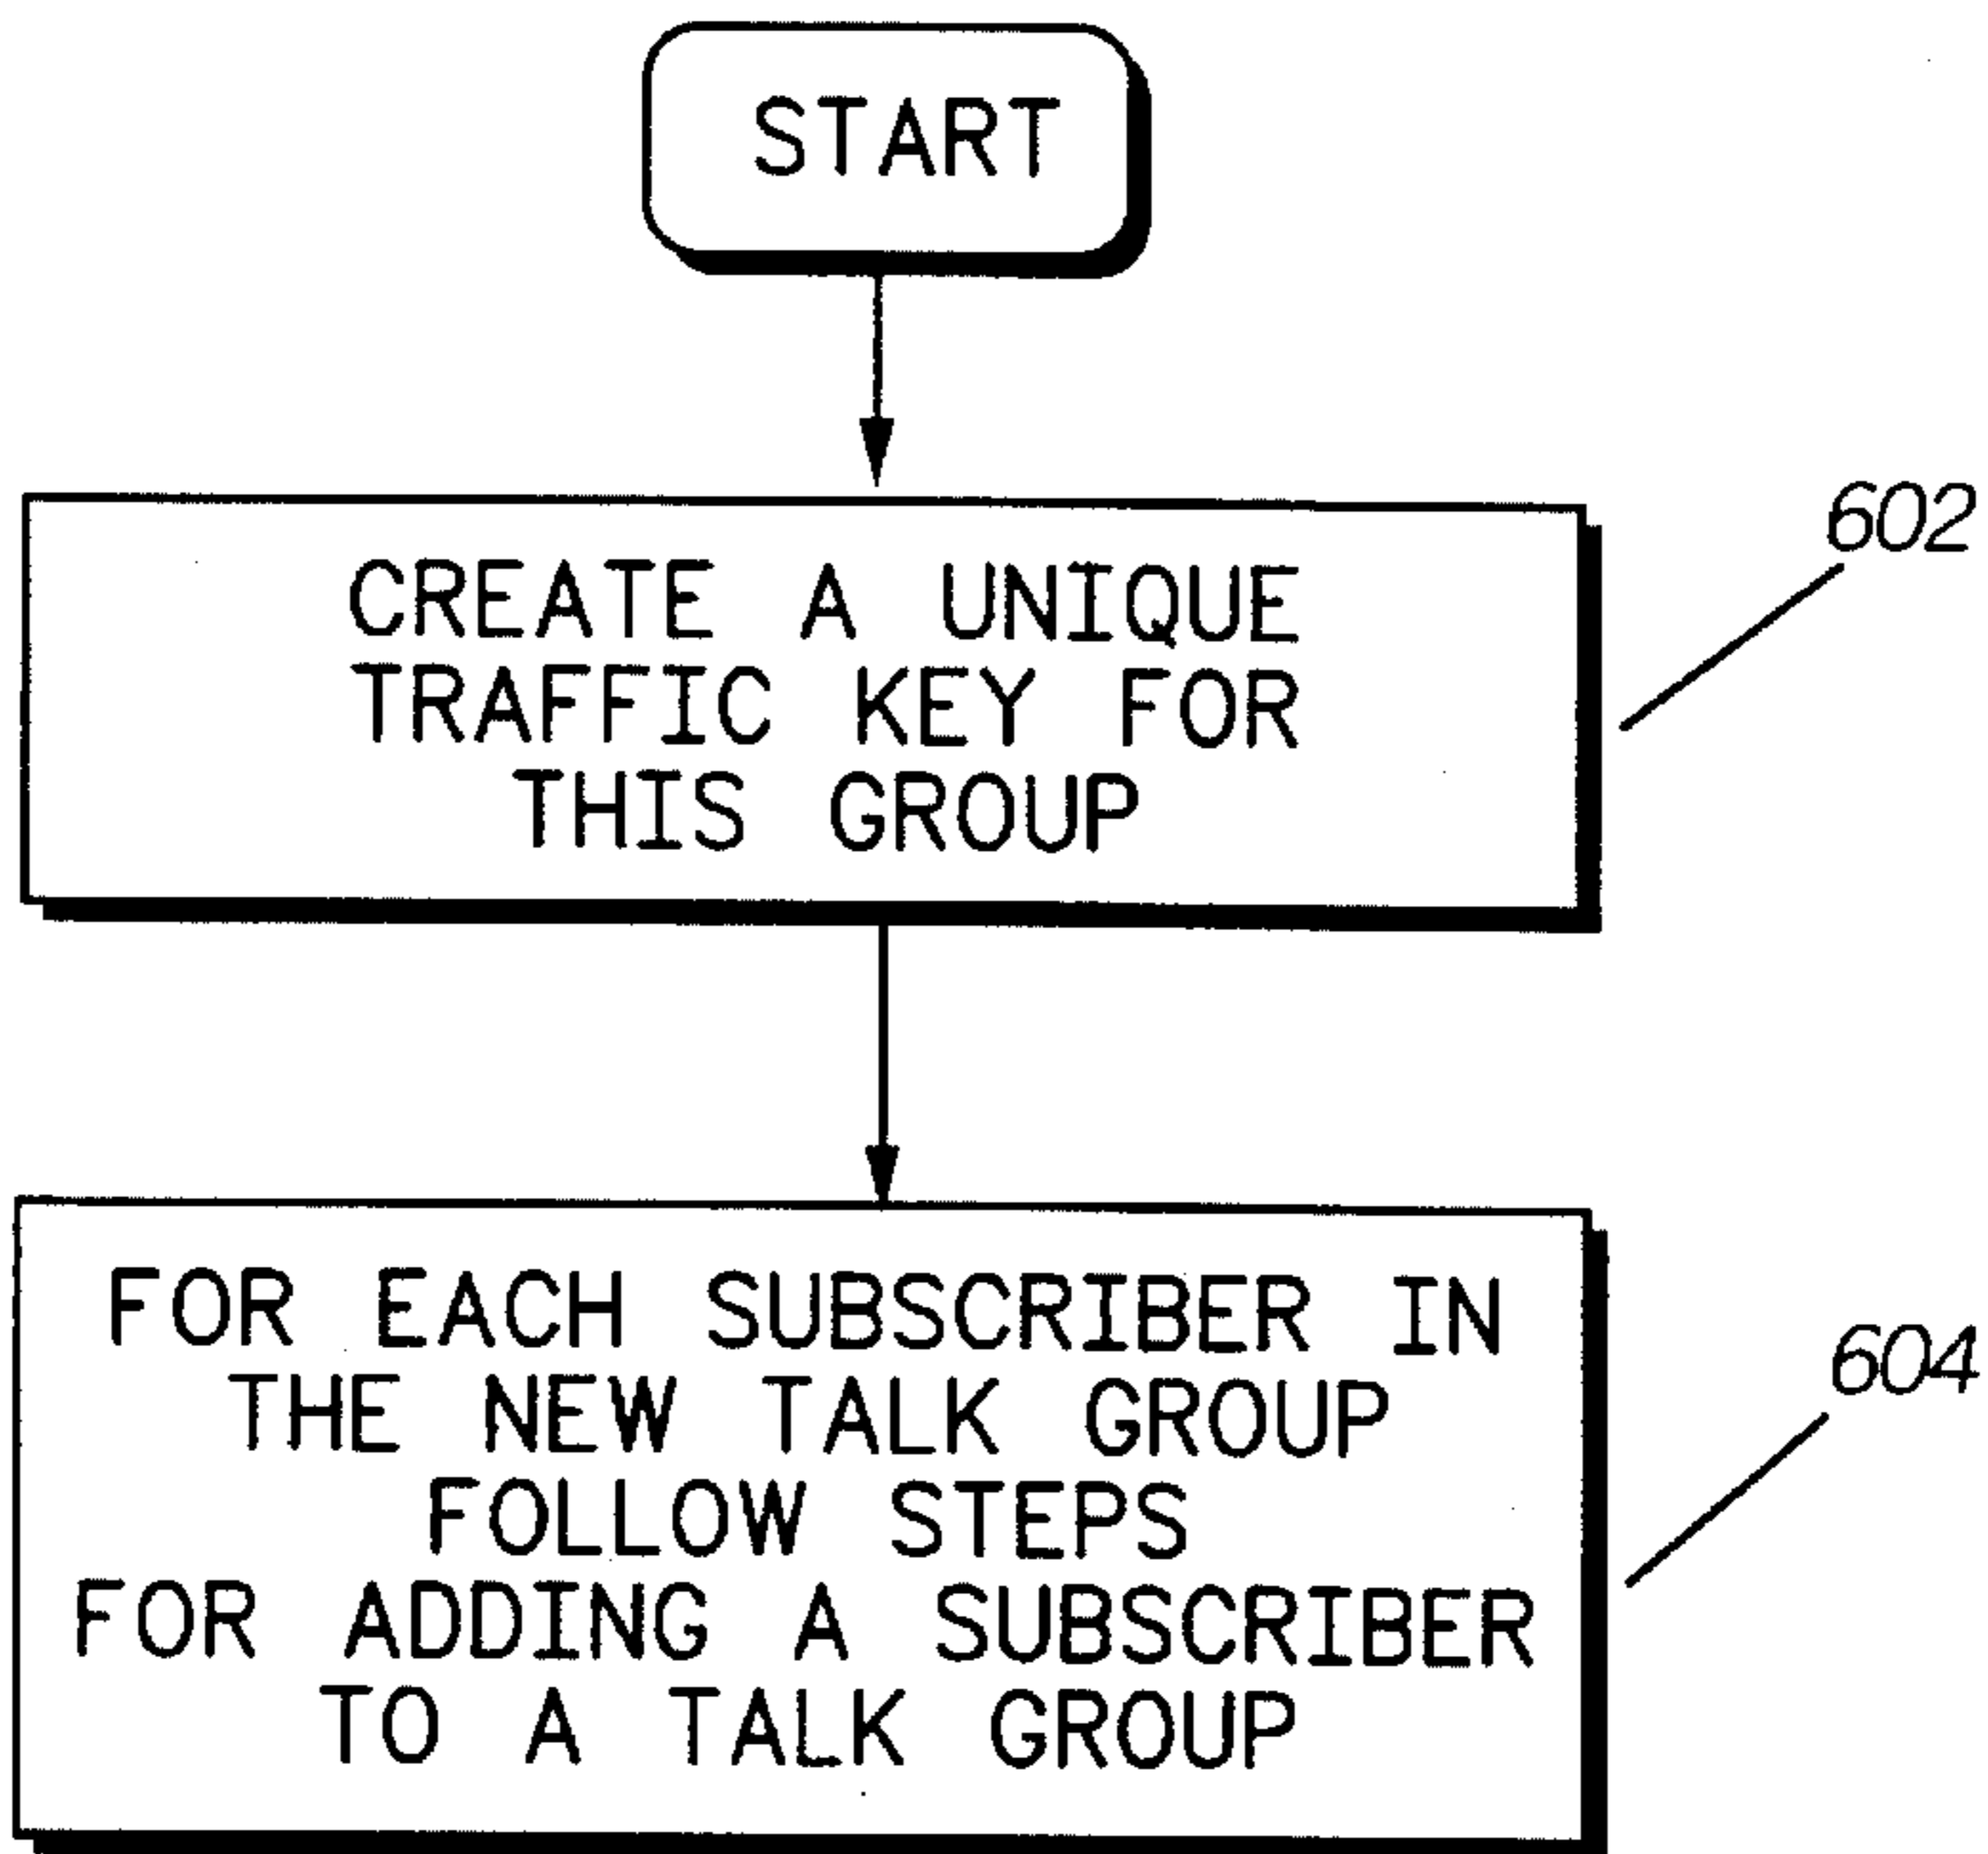 START
602
CREATE A UNIQUE
TRAFFIC KEY FOR
THIS GROUP
FOR EACH SUBSCRIBER IN
604
THE NEW TALK GROUP
FOLLOW STEPS
FOR ADDING A SUBSCRIBER
TO A TALK GROUP